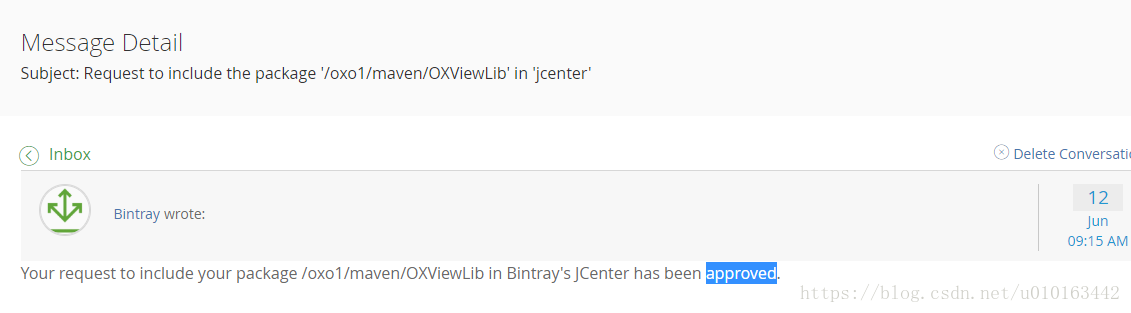 Message Detail
Subject: Request to include the package '/oxo1/maven/OXViewLib' in 'jcenter'
Inbox
Delete Conversatio
Bintray wrote:
12
Jun
09:15 AM
Your request to include your package /oxo1/maven/OXViewLib in Bintray's JCenter has been approved.
https://blog.csdn.net/u010163442